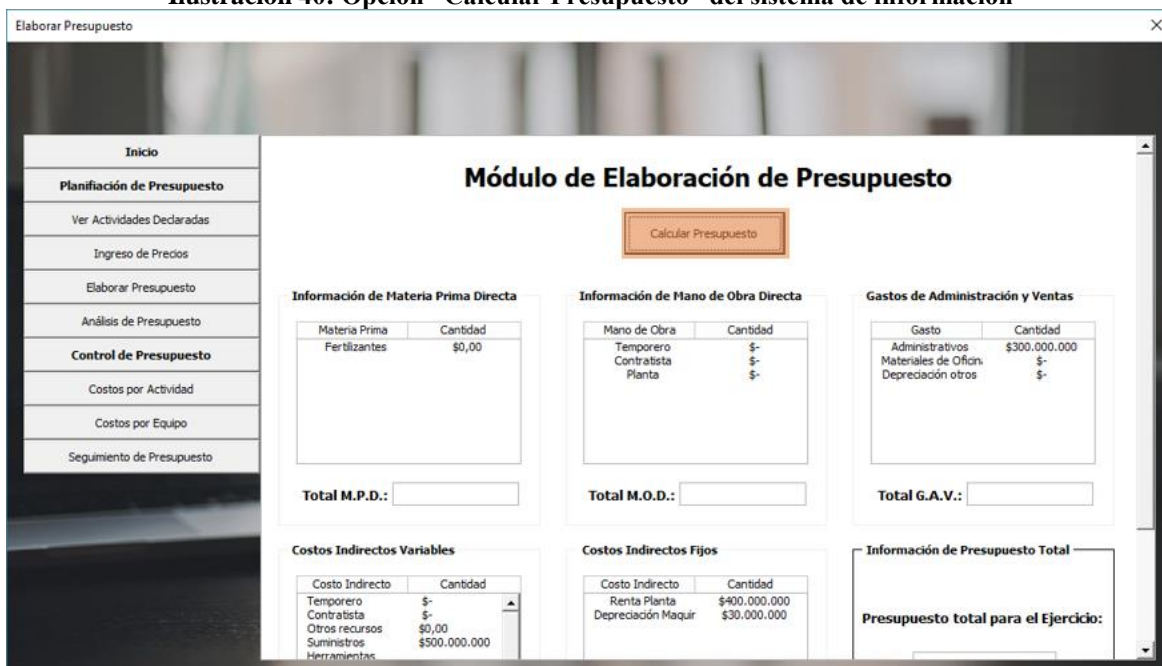 Ilustración 40: Opción "Calcular Presupuesto" del sistema de información
Elaborar Presupuesto
Inicio
Planifiación de Presupuesto
Ver Actividades Declaradas
Ingreso de Precios
Elaborar Presupuesto
Análisis de Presupuesto
Control de Presupuesto
Costos por Actividad
Costos por Equipo
Seguimiento de Presupuesto
Módulo de Elaboración de Presupuesto
Calcular Presupuesto
Información de Materia Prima Directa
Materia Prima Cantidad
Fertilizantes $0,00
Total M.P.D.:
Información de Mano de Obra Directa
Mano de Obra Cantidad
Temporero $-
Contratista $-
Planta $-
Total M.O.D.:
Gastos de Administración y Ventas
Gasto Cantidad
Administrativos $300.000.000
Materiales de Oficin $-
Depreciación otros $-
Total G.A.V.:
Costos Indirectos Variables
Costo Indirecto Cantidad
Temporero $-
Contratista $-
Otros recursos $0,00
Suministros $500.000.000
Herramientas
Costos Indirectos Fijos
Costo Indirecto Cantidad
Renta Planta $400.000.000
Depreciación Maquir $30.000.000
Información de Presupuesto Total
Presupuesto total para el Ejercicio: